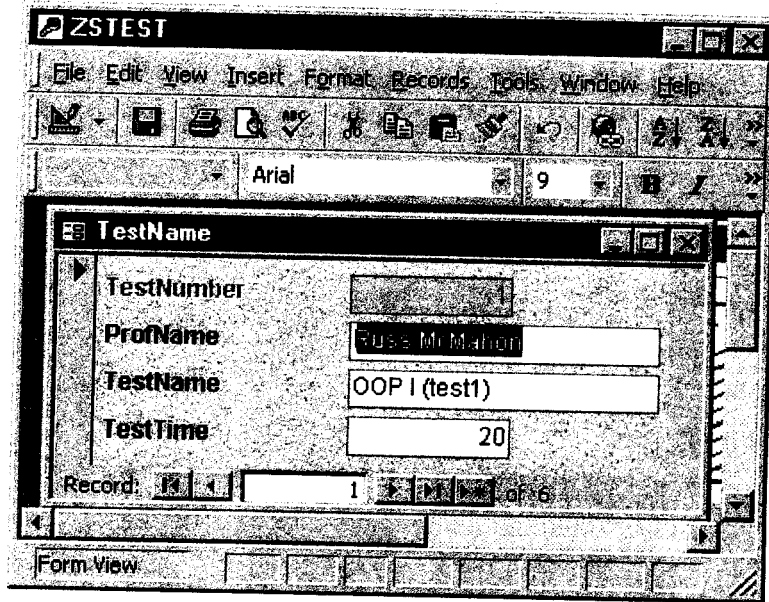 ZSTEST
File Edit View Insert Format Records Tools Window Help
ABC A Z Z A »
Arial 9 B I »
TestName
TestNumber 1
ProfName Russ McMahon
TestName OOP I (test1)
TestTime 20
Record: 1 of 6
Form View